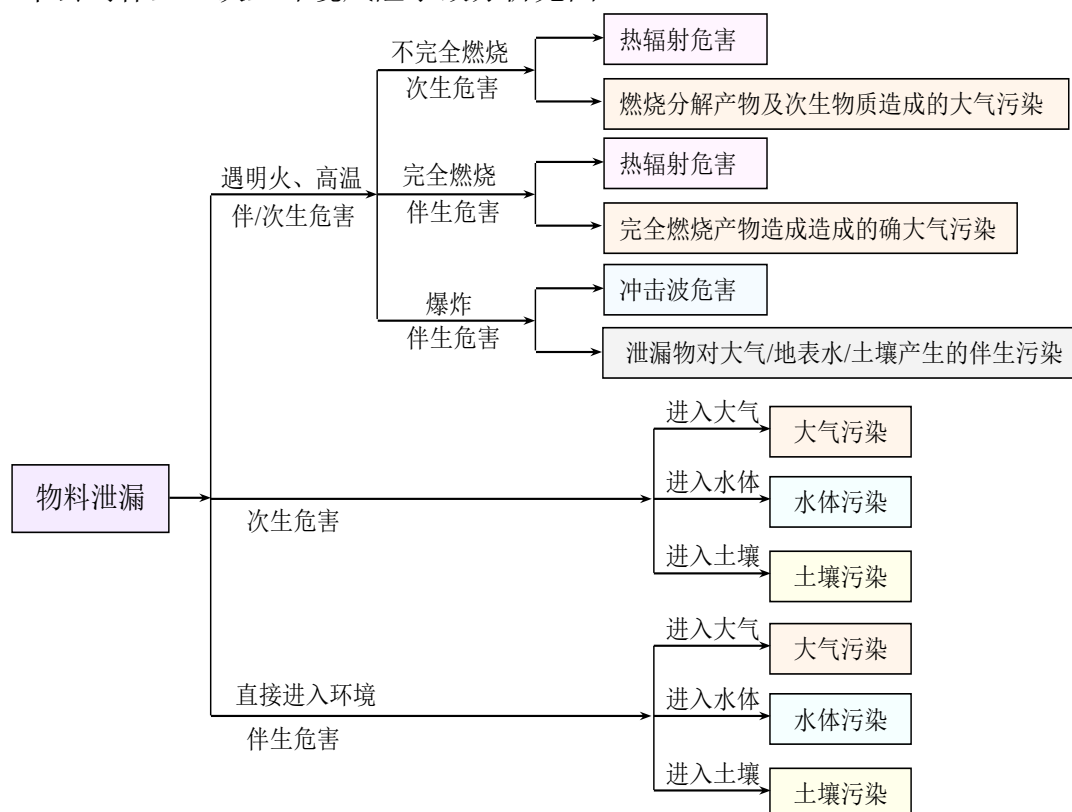 不完全燃烧
次生危害
热辐射危害
燃烧分解产物及次生物质造成的大气污染
遇明火、高温
伴/次生危害
完全燃烧
伴生危害
热辐射危害
完全燃烧产物造成造成的确大气污染
爆炸
伴生危害
冲击波危害
泄漏物对大气/地表水/土壤产生的伴生污染
物料泄漏
次生危害
进入大气
大气污染
进入水体
水体污染
进入土壤
土壤污染
直接进入环境
伴生危害
进入大气
大气污染
进入水体
水体污染
进入土壤
土壤污染